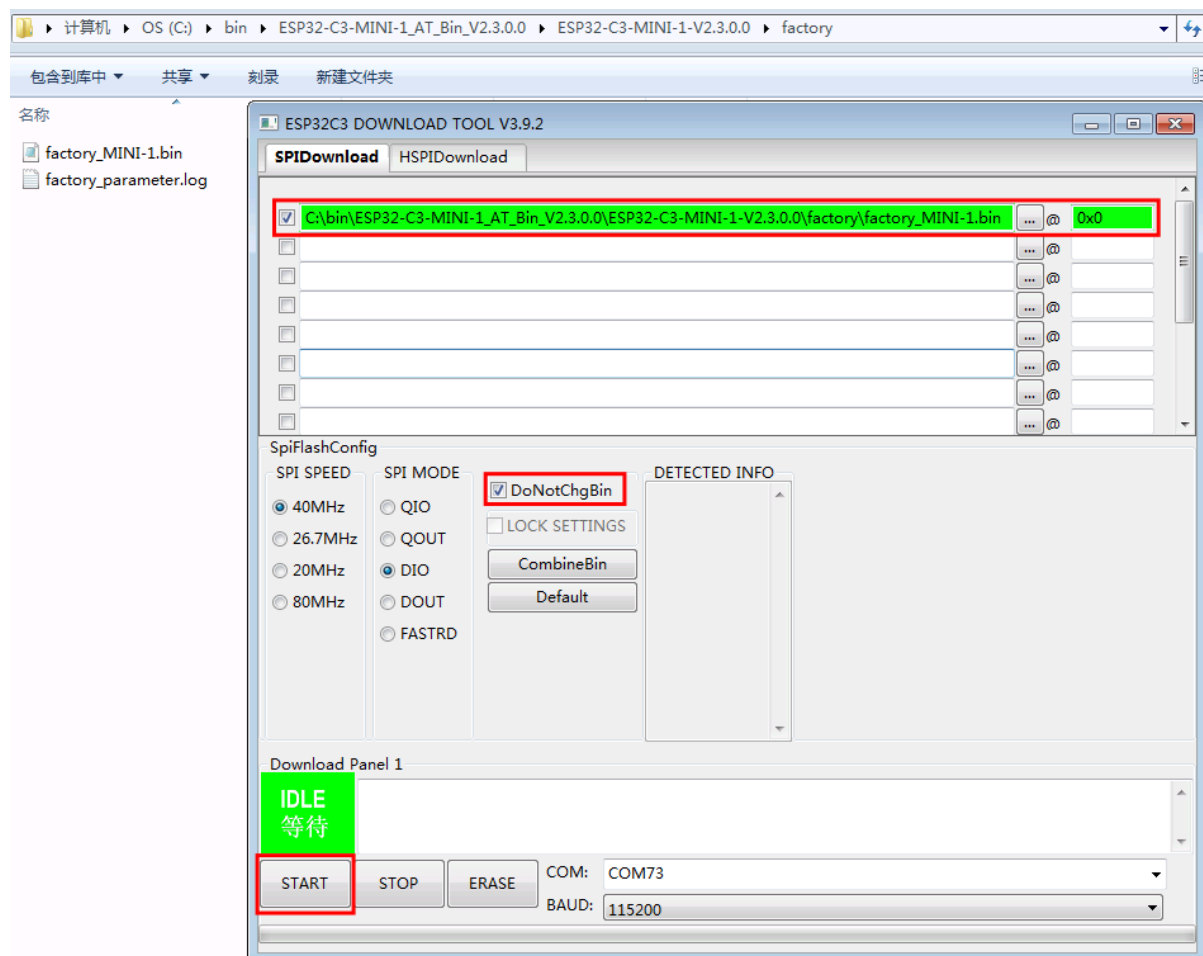 计算机 OS (C:) bin ESP32-C3-MINI-1_AT_Bin_V2.3.0.0 ESP32-C3-MINI-1-V2.3.0.0 factory
包含到库中 共享 刻录 新建文件夹
名称
factory_MINI-1.bin
factory_parameter.log
ESP32C3 DOWNLOAD TOOL V3.9.2
SPIDownload HSPIDownload
C:\bin\ESP32-C3-MINI-1_AT_Bin_V2.3.0.0\ESP32-C3-MINI-1-V2.3.0.0\factory\factory_MINI-1.bin ... @ 0x0
... @
... @
... @
... @
... @
... @
... @
SpiFlashConfig
SPI SPEED
40MHz
26.7MHz
20MHz
80MHz
SPI MODE
QIO
QOUT
DIO
DOUT
FASTRD
DoNotChgBin
LOCK SETTINGS
CombineBin
Default
DETECTED INFO
Download Panel 1
IDLE
等待
START STOP ERASE
COM: COM73
BAUD: 115200